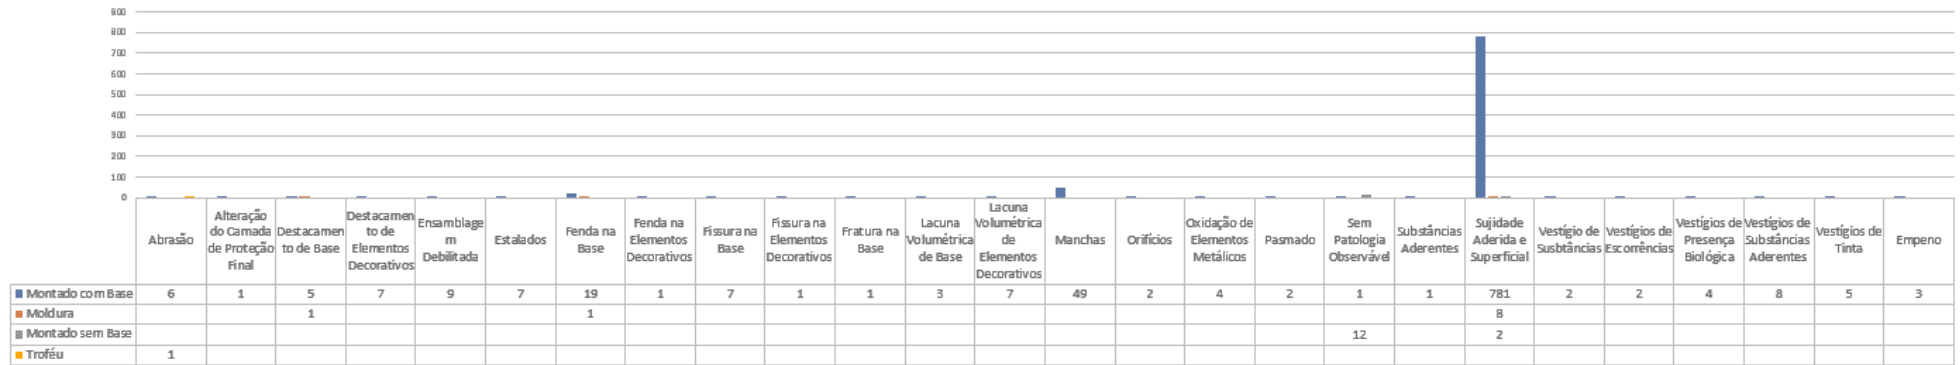 900
800
700
600
500
400
300
200
100
0
Abrasão
Alteração
do Camada
de Proteção
Final
Destacamen
to de Base
Destacamen
to de
Elementos
Decorativos
Ensamblage
m
Debilitada
Estalados
Fenda na
Base
Fenda na
Elementos
Decorativos
Fissura na
Base
Fissura na
Elementos
Decorativos
Fratura na
Base
Lacuna
Volumétrica
de Base
Lacuna
Volumétrica
de
Elementos
Decorativos
Manchas
Orifícios
Oxidação de
Elementos
Metálicos
Pasmado
Sem
Patologia
Observável
Substâncias
Aderentes
Sujidade
Aderida e
Superficial
Vestígio de
Susbtâncias
Vestígios de
Escorrências
Vestígios de
Presença
Biológica
Vestígios de
Substâncias
Aderentes
Vestígios de
Tinta
Empeno
Montado com Base 6 1 5 7 9 7 19 1 7 1 1 3 7 49 2 4 2 1 1 781 2 2 4 8 5 3
Moldura 1 1 8
Montado sem Base 12 2
Troféu 1